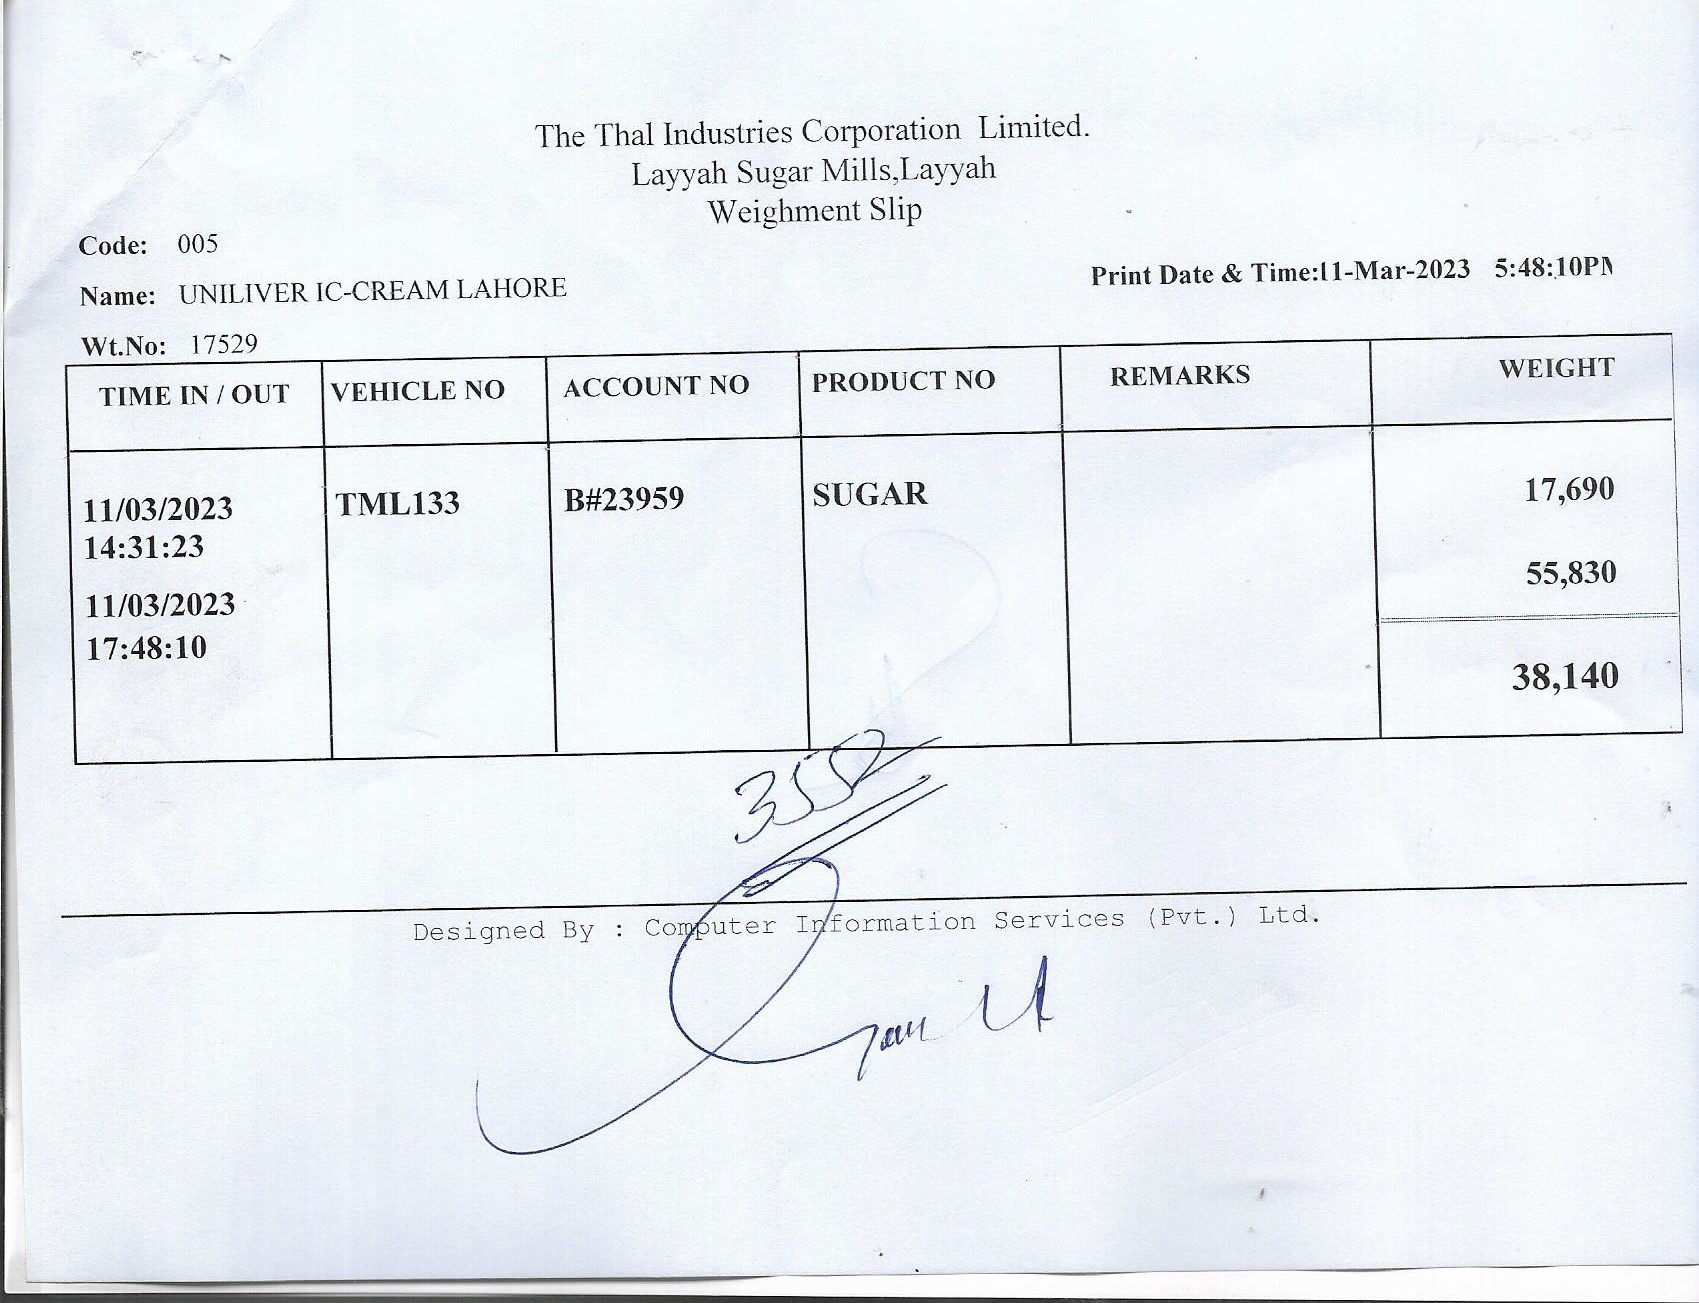 The Thal Industries Corporation Limited.
Layyah Sugar Mills,Layyah
Weighment Slip
Code: 005
Name: UNILIVER IC-CREAM LAHORE
Print Date & Time:11-Mar-2023 5:48:10PM
Wt.No: 17529
TIME IN / OUT VEHICLE NO ACCOUNT NO PRODUCT NO REMARKS WEIGHT
11/03/2023 TML133 B#23959 SUGAR 17,690
14:31:23
55,830
11/03/2023
17:48:10
38,140
Designed By : Computer Information Services (Pvt.) Ltd.